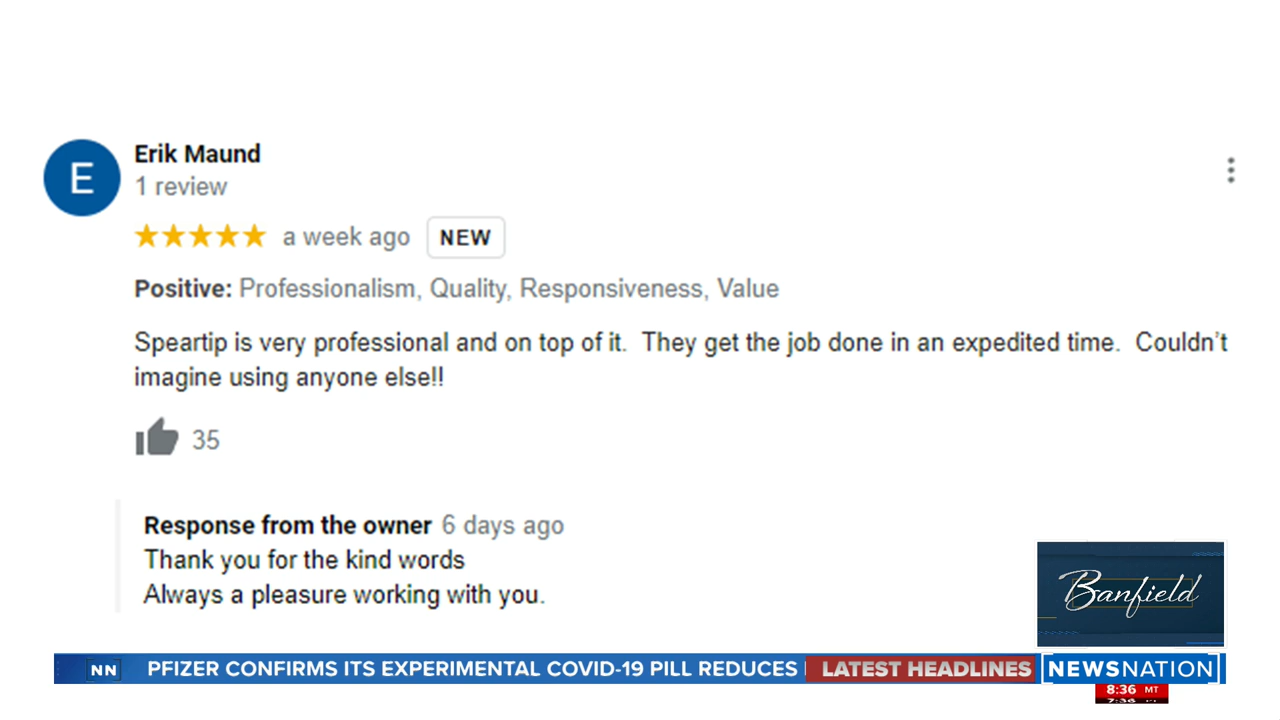 E
Erik Maund
1 review
a week ago NEW
Positive: Professionalism, Quality, Responsiveness, Value
Speartip is very professional and on top of it. They get the job done in an expedited time. Couldn't
imagine using anyone else!!
35
Response from the owner 6 days ago
Thank you for the kind words
Always a pleasure working with you.
Banfield
NN PFIZER CONFIRMS ITS EXPERIMENTAL COVID-19 PILL REDUCES LATEST HEADLINES NEWSNATION
8:36 MT